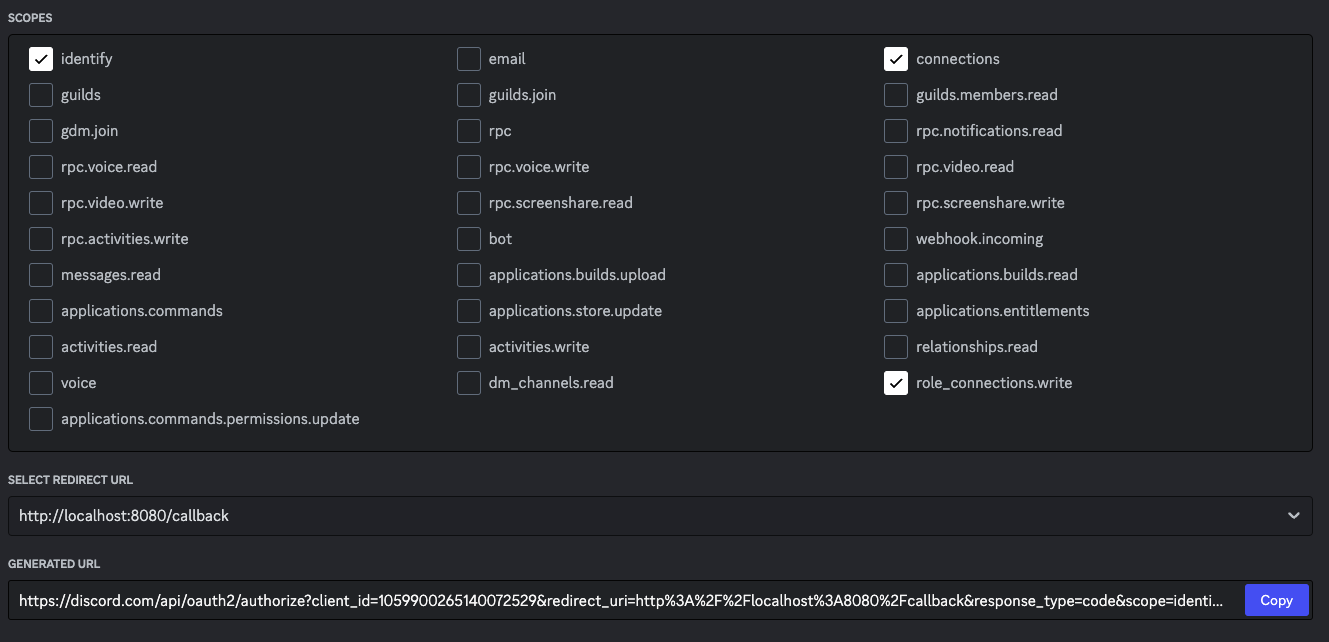 SCOPES
identify email connections
guilds guilds.join guilds.members.read
gdm.join rpc rpc.notifications.read
rpc.voice.read rpc.voice.write rpc.video.read
rpc.video.write rpc.screenshare.read rpc.screenshare.write
rpc.activities.write bot webhook.incoming
messages.read applications.builds.upload applications.builds.read
applications.commands applications.store.update applications.entitlements
activities.read activities.write relationships.read
voice dm_channels.read role_connections.write
applications.commands.permissions.update
SELECT REDIRECT URL
http://localhost:8080/callback
GENERATED URL
https://discord.com/api/oauth2/authorize?client_id=1059900265140072529&redirect_uri=http%3A%2F%2Flocalhost%3A8080%2Fcallback&response_type=code&scope=identi... Copy